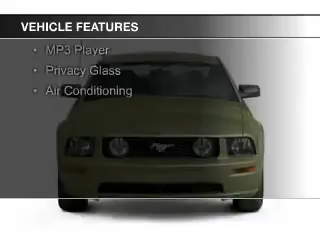 VEHICLE FEATURES
• MP3 Player
• Privacy Glass
• Air Conditioning